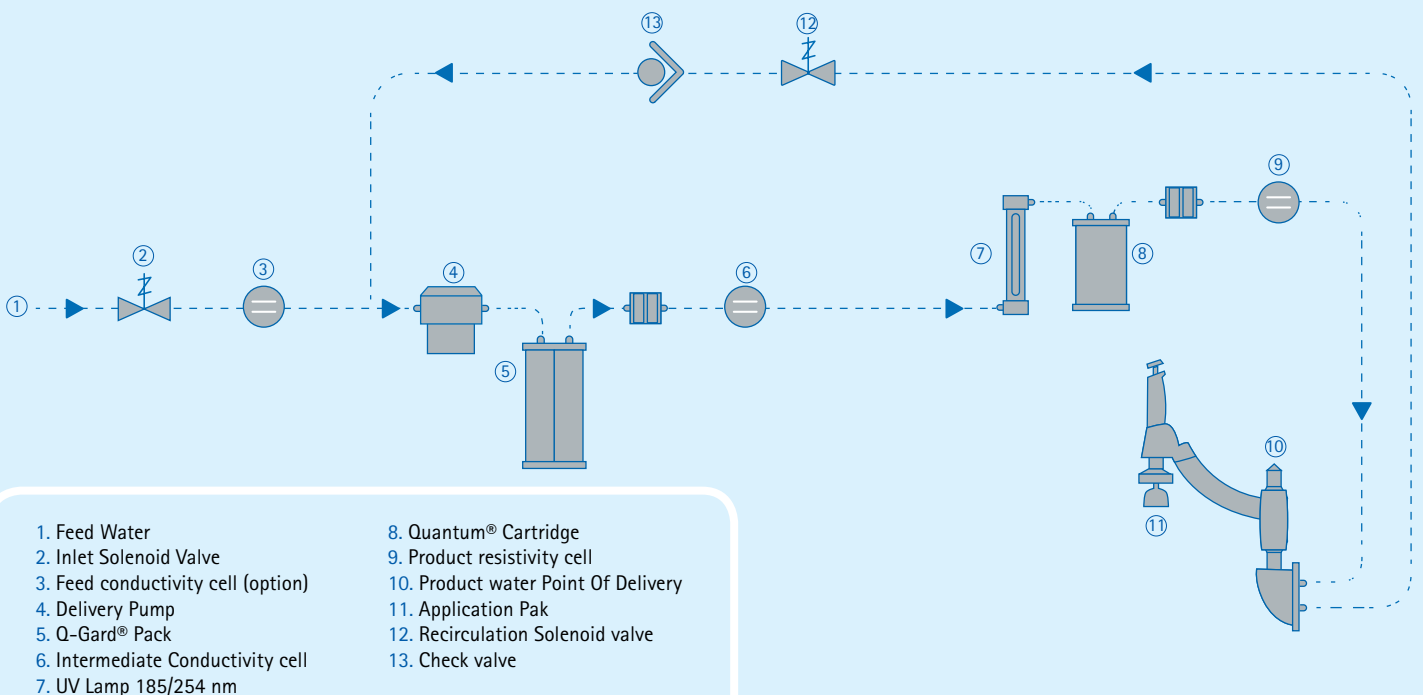 13
12
9
2
3
4
6
7
8
1
5
10
11
1. Feed Water
2. Inlet Solenoid Valve
3. Feed conductivity cell (option)
4. Delivery Pump
5. Q-Gard® Pack
6. Intermediate Conductivity cell
7. UV Lamp 185/254 nm
8. Quantum® Cartridge
9. Product resistivity cell
10. Product water Point Of Delivery
11. Application Pak
12. Recirculation Solenoid valve
13. Check valve